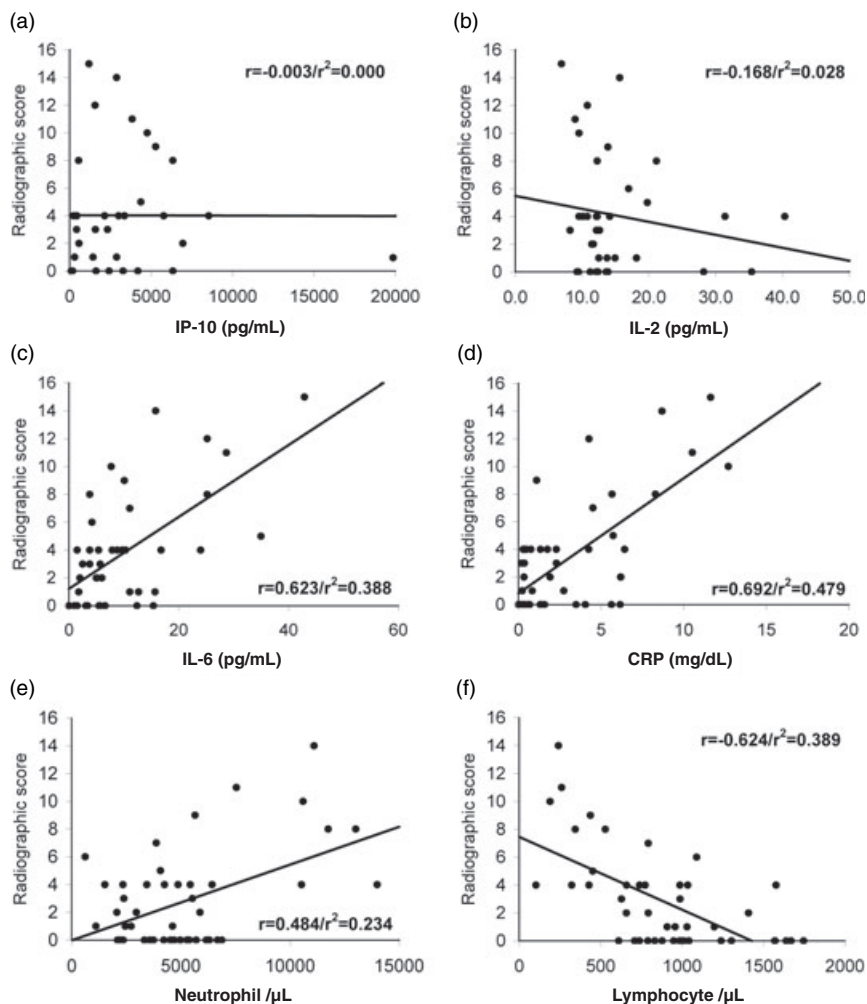 (a)
r=-0.003/r²=0.000
Radiographic score
16
14
12
10
8
6
4
2
0
0 5000 10000 15000 20000
IP-10 (pg/mL)
(b)
r=-0.168/r²=0.028
Radiographic score
16
14
12
10
8
6
4
2
0
0.0 10.0 20.0 30.0 40.0 50.0
IL-2 (pg/mL)
(c)
Radiographic score
16
14
12
10
8
6
4
2
0
r=0.623/r²=0.388
0 20 40 60
IL-6 (pg/mL)
(d)
Radiographic score
16
14
12
10
8
6
4
2
0
r=0.692/r²=0.479
0 5 10 15 20
CRP (mg/dL)
(e)
Radiographic score
16
14
12
10
8
6
4
2
0
r=0.484/r²=0.234
0 5000 10000 15000
Neutrophil /µL
(f)
r=-0.624/r²=0.389
Radiographic score
16
14
12
10
8
6
4
2
0
0 500 1000 1500 2000
Lymphocyte /µL